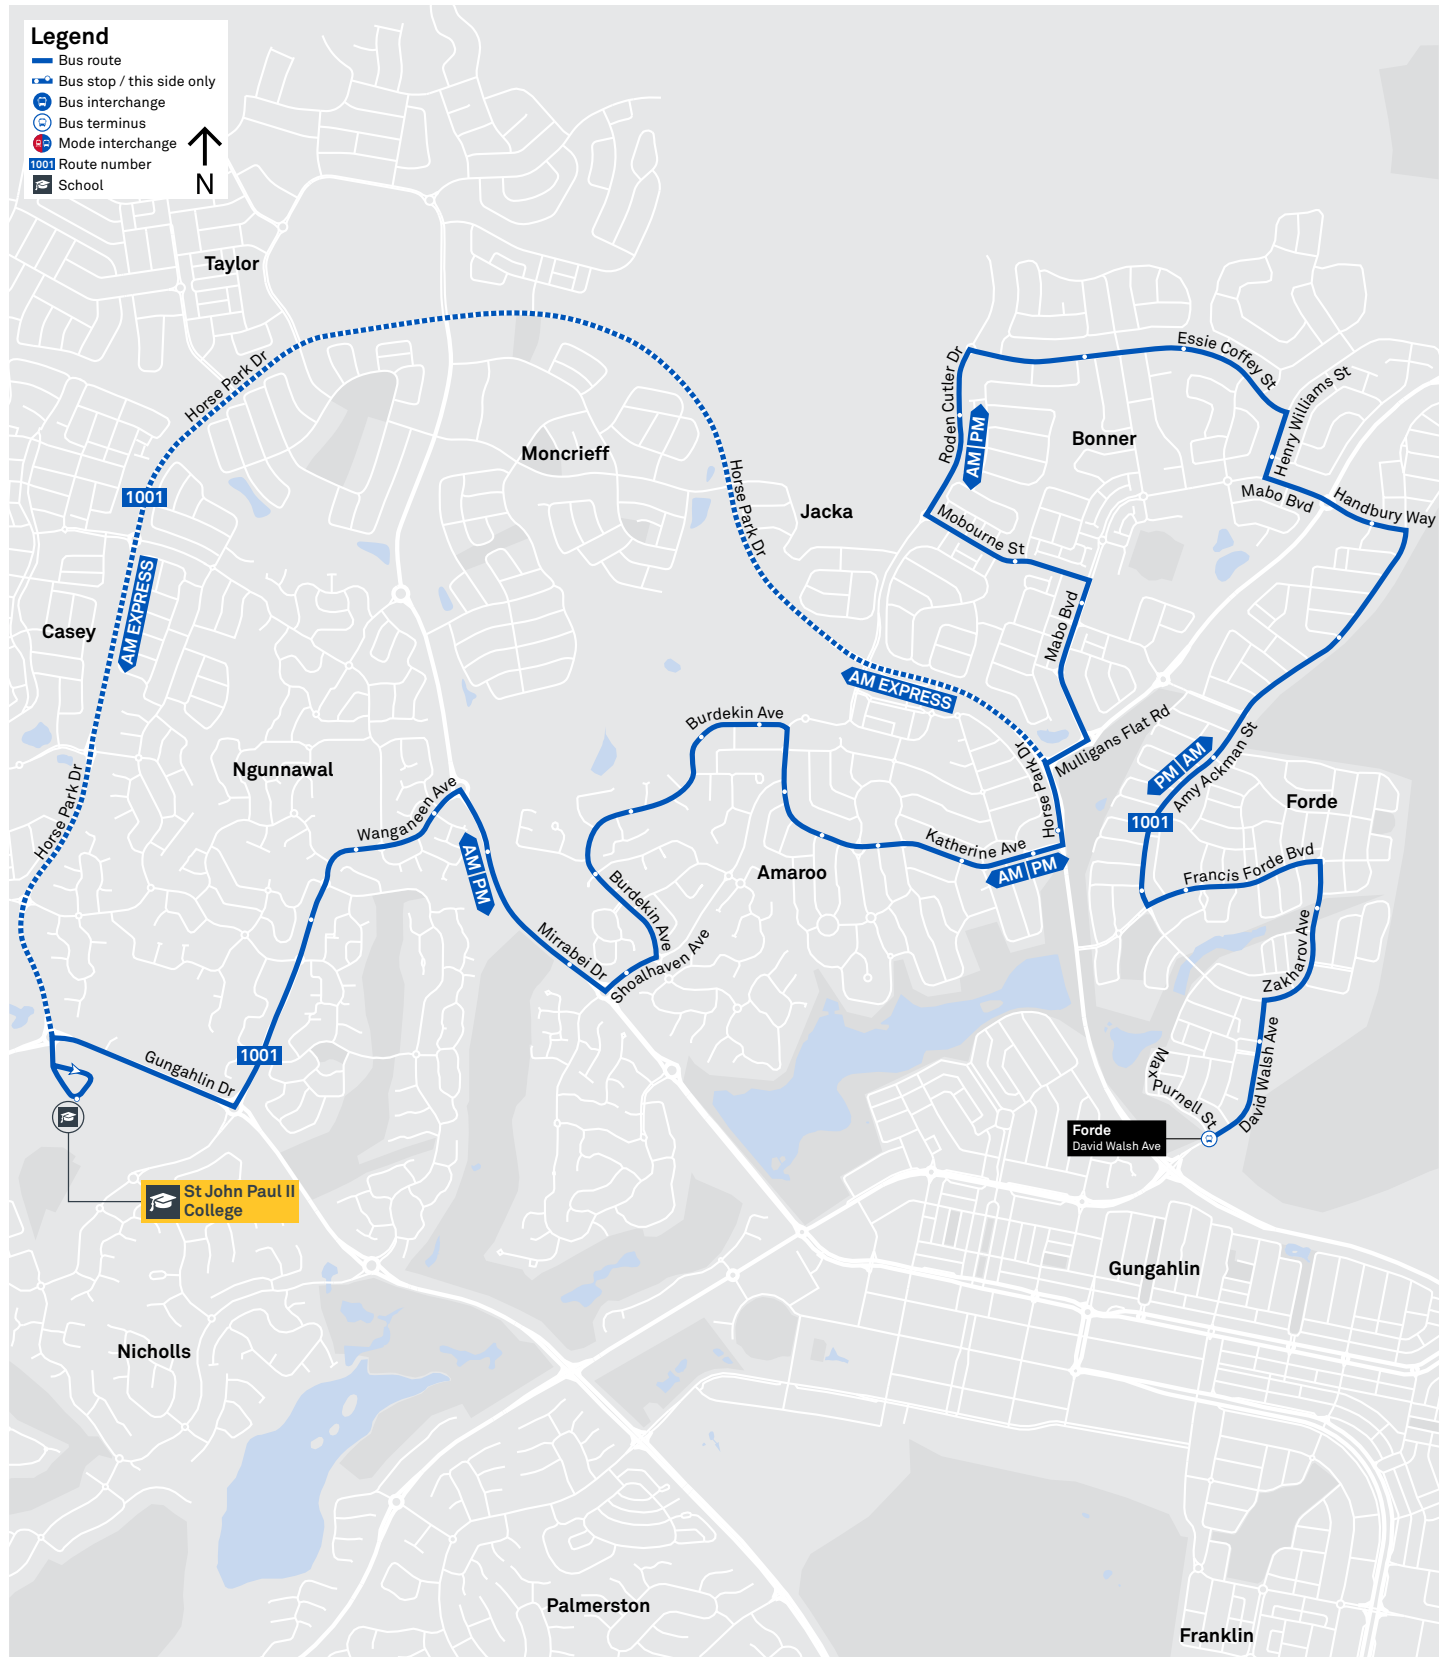 Legend
Bus route
Bus stop / this side only
Bus interchange
Bus terminus
Mode interchange
1001 Route number
School
N
Taylor
Horse Park Dr
Essie Coffey St
Roden Cutler Dr
Henry Williams St
AM PM
Bonner
Moncrieff
1001
Horse Park Dr
Jacka
Mabo Bvd
Handbury Way
Mobourne St
AM EXPRESS
Casey
Mabo Bvd
AM EXPRESS
Burdekin Ave
Mulligans Flat Rd
Ngunnawal
Horse Park Dr
Horse Park Dr
PM AM
Amy Ackman St
Forde
1001
Wanganeen Ave
Katherine Ave
AM PM
AM PM
Amaroo
Francis Forde Bvd
Burdekin Ave
Mirrabei Dr
Shoalhaven Ave
Zakharov Ave
1001
Gungahlin Dr
Max
Purnell St
David Walsh Ave
Forde
David Walsh Ave
St John Paul II
College
Gungahlin
Nicholls
Palmerston
Franklin